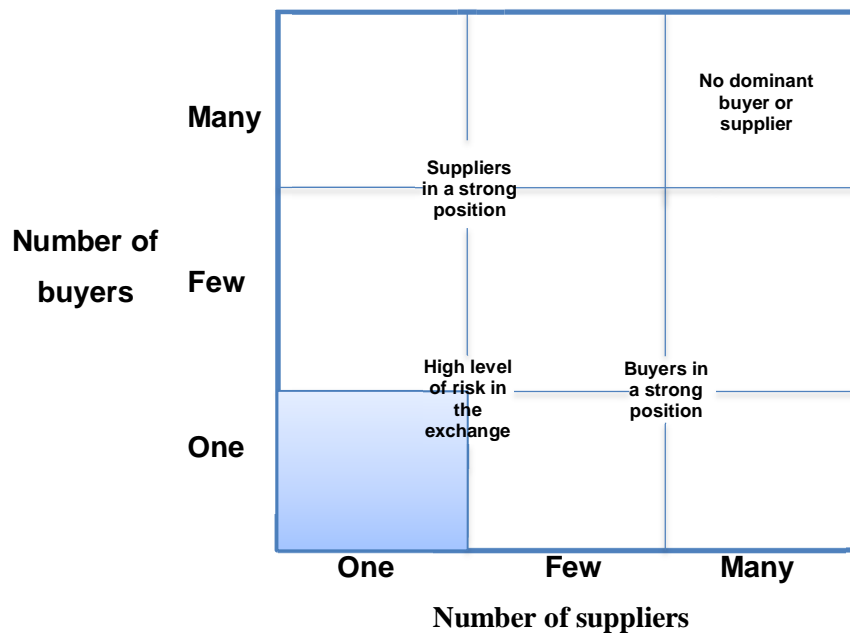 No dominant
buyer or
supplier
Many
Suppliers
in a strong
position
Number of
buyers
Few
High level
of risk in
the
exchange
Buyers in
a strong
position
One
One
Few
Many
Number of suppliers